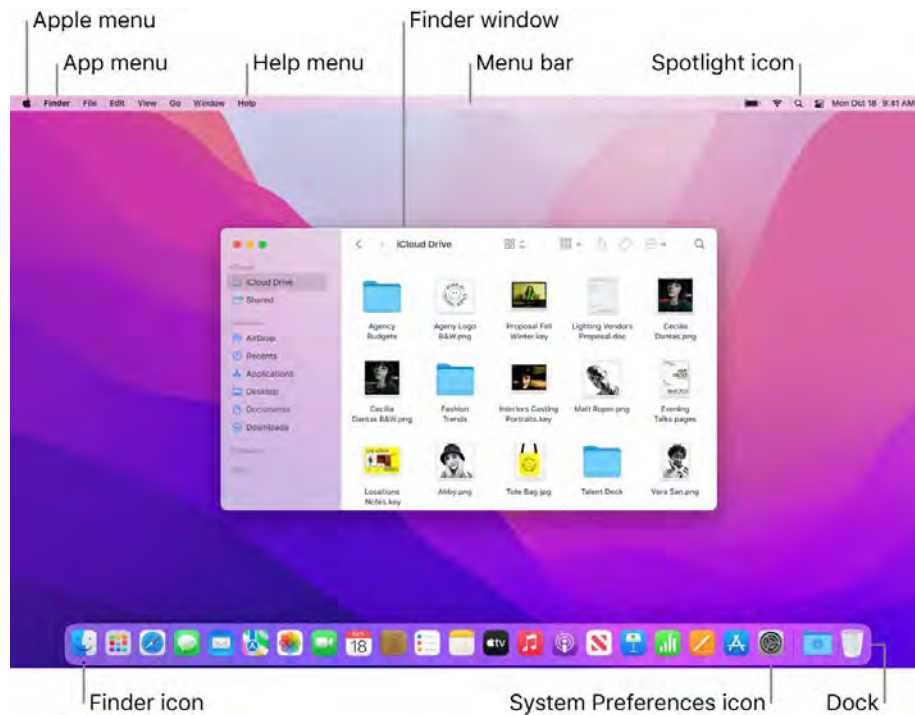 Apple menu
Finder window
App menu
Help menu
Menu bar
Spotlight icon
Finder File Edit View Go Window Help
Mon Oct 18 9:41 AM
iCloud Drive
iCloud Drive
Shared
AirDrop
Recents
Applications
Desktop
Documents
Downloads
Agency
Budgets
Ageny Logo
B&W.png
Proposal Fall
Winter.key
Lighting Vendors
Proposal.doc
Cecilia
Dantas.png
Cecilia
Dantas B&W.png
Fashion
Trends
Interiors Casting
Portraits.key
Matt Roper.png
Evening
Talks.pages
Locations
Notes.key
Abby.png
Tote Bag.jpg
Talent Deck
Vera San.png
18
tv
Finder icon
System Preferences icon
Dock